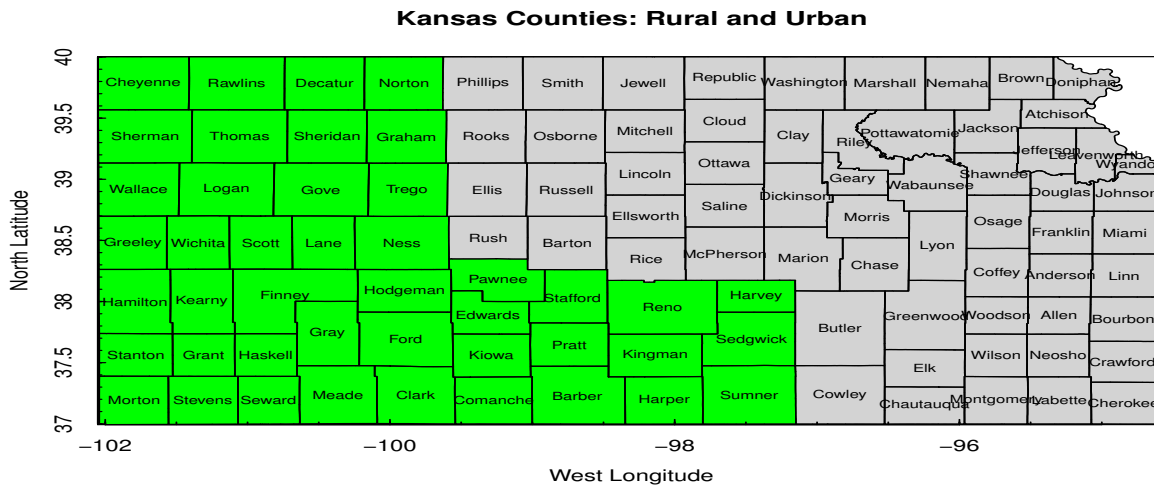 Kansas Counties: Rural and Urban
40
39.5
39
38.5
38
37.5
37
North Latitude
Cheyenne Rawlins Decatur Norton Phillips Smith Jewell Republic Washington Marshall Nemaha Brown Doniphan
Sherman Thomas Sheridan Graham Rooks Osborne Mitchell Cloud Clay Riley Pottawatomie Jackson Atchison
Jefferson Leavenworth Wyando
Wallace Logan Gove Trego Ellis Russell Lincoln Ottawa Dickinson Geary Wabaunsee Shawnee Douglas Johnson
Greeley Wichita Scott Lane Ness Rush Barton Ellsworth Saline Morris Lyon Osage Franklin Miami
Rice McPherson Marion Chase Coffey Anderson Linn
Hamilton Kearny Finney Hodgeman Pawnee Stafford Reno Harvey
Gray Ford Edwards Pratt Sedgwick Butler Greenwood Woodson Allen Bourbon
Stanton Grant Haskell Kiowa Kingman Elk Wilson Neosho Crawford
Morton Stevens Seward Meade Clark Comanche Barber Harper Sumner Cowley Chautauqua Montgomery Labette Cherokee
−102 −100 −98 −96
West Longitude